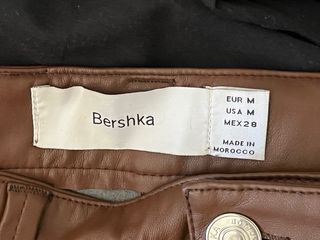 Bershka
EUR M
USA M
MEX 28
MADE IN
MOROCCO